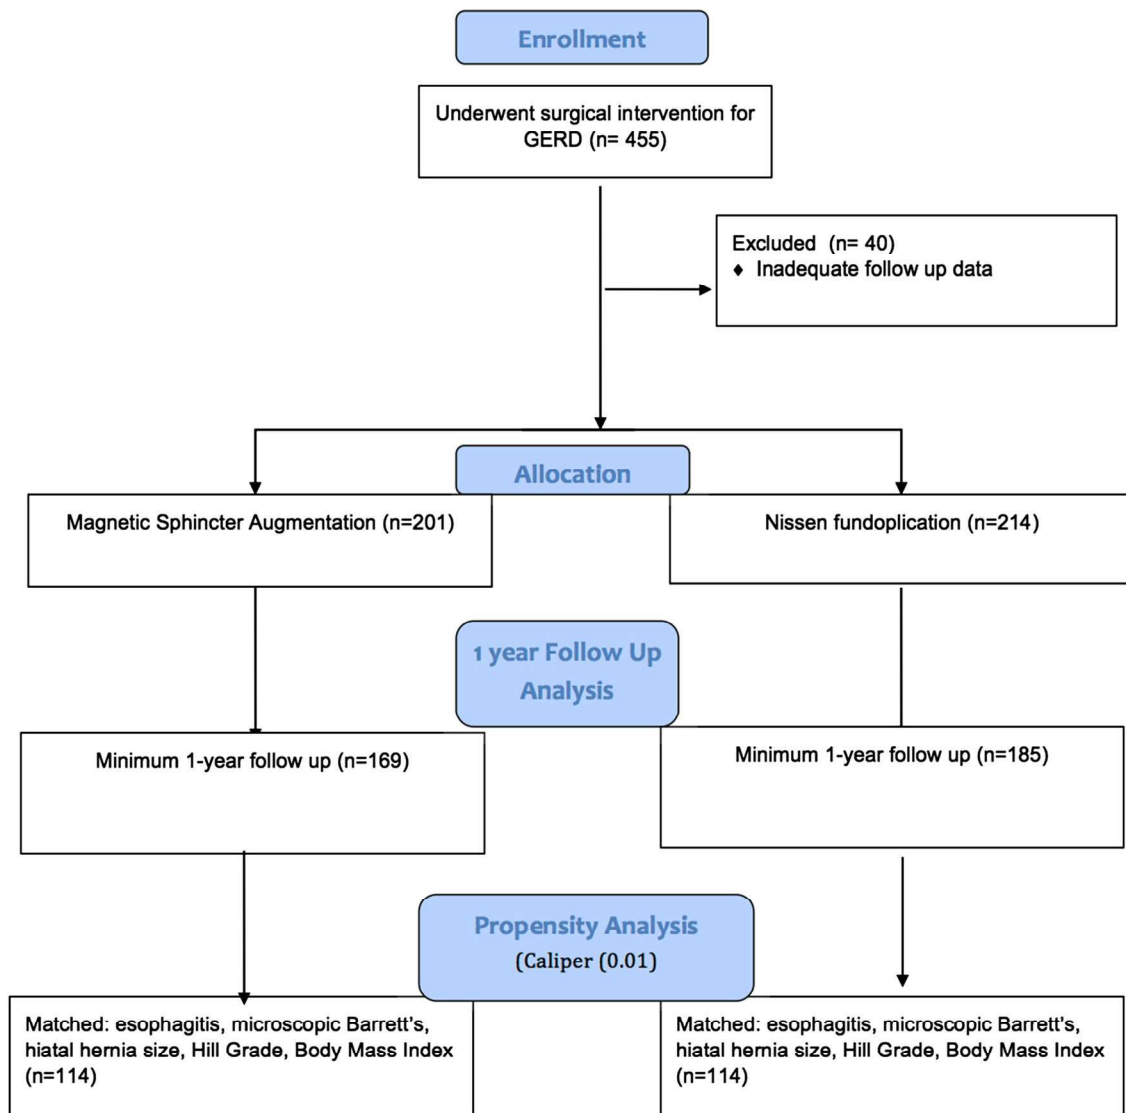 Enrollment
Underwent surgical intervention for
GERD (n= 455)
Excluded (n= 40)
♦ Inadequate follow up data
Allocation
Magnetic Sphincter Augmentation (n=201)
Nissen fundoplication (n=214)
1 year Follow Up
Analysis
Minimum 1-year follow up (n=169)
Minimum 1-year follow up (n=185)
Propensity Analysis
(Caliper (0.01)
Matched: esophagitis, microscopic Barrett's,
hiatal hernia size, Hill Grade, Body Mass Index
(n=114)
Matched: esophagitis, microscopic Barrett's,
hiatal hernia size, Hill Grade, Body Mass Index
(n=114)